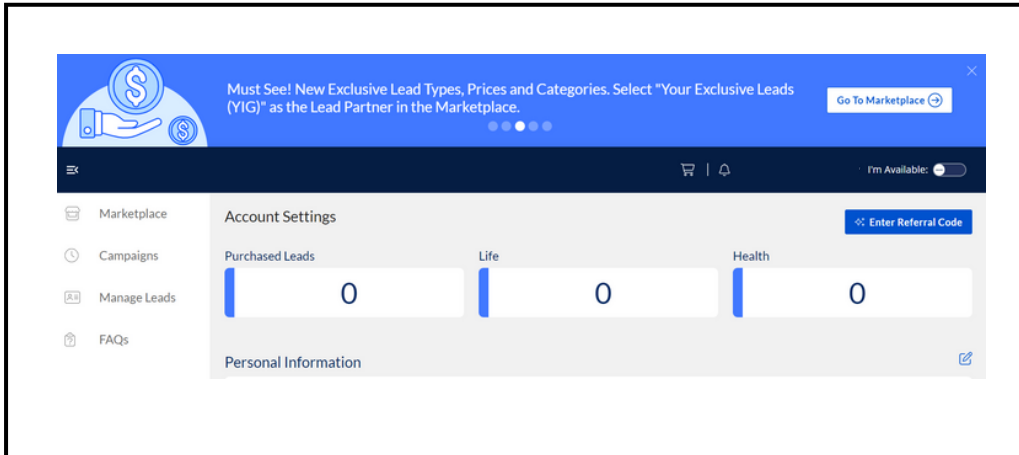 Must See! New Exclusive Lead Types, Prices and Categories. Select "Your Exclusive Leads
(YIG)" as the Lead Partner in the Marketplace.
Go To Marketplace
I'm Available:
Marketplace
Campaigns
Manage Leads
FAQs
Account Settings
Enter Referral Code
Purchased Leads
Life
Health
0
0
0
Personal Information